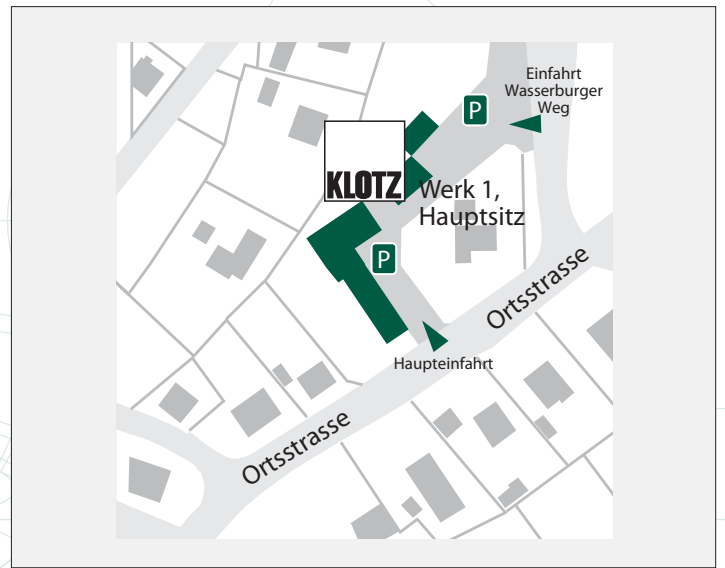 Einfahrt
Wasserburger
Weg
P
KLOTZ
Werk 1,
Hauptsitz
P
Ortsstrasse
Haupteinfahrt
Ortsstrasse